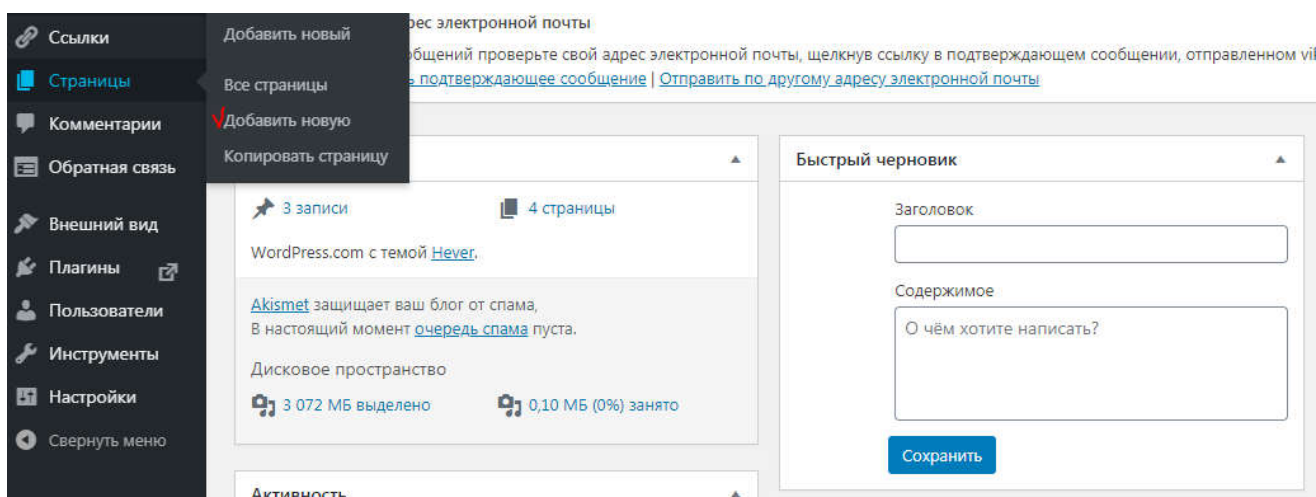 Ссылки
Страницы
Комментарии
Обратная связь
Внешний вид
Плагины
Пользователи
Инструменты
Настройки
Свернуть меню
Добавить новый
Все страницы
Добавить новую
Копировать страницу
электронной почты
проверьте свой адрес электронной почты, щелкнув ссылку в подтверждающем сообщении, отправленном
подтверждающее сообщение | Отправить по другому адресу электронной почты
3 записи
4 страницы
WordPress.com с темой Hever.
Akismet защищает ваш блог от спама,
В настоящий момент очередь спама пуста.
Дисковое пространство
3 072 МБ выделено
0,10 МБ (0%) занято
Активность
Быстрый черновик
Заголовок
Содержимое
О чём хотите написать?
Сохранить